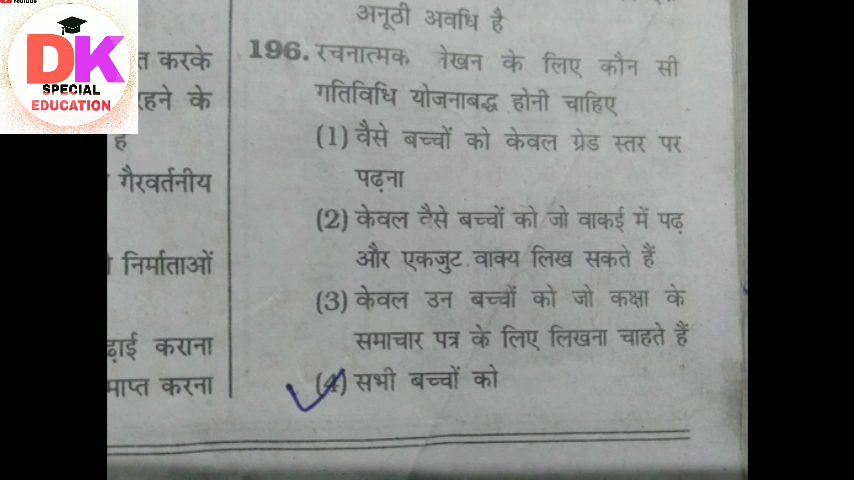 YouTube
DK
SPECIAL
EDUCATION
त करके
रहने के
है
गैरवर्तनीय
निर्माताओं
ढ़ाई कराना
माप्त करना
अनूठी अवधि है
196. रचनात्मक लेखन के लिए कौन सी
गतिविधि योजनाबद्ध होनी चाहिए
(1) वैसे बच्चों को केवल ग्रेड स्तर पर
पढ़ना
(2) केवल वैसे बच्चों को जो वाकई में पढ़
और एकजुट वाक्य लिख सकते हैं
(3) केवल उन बच्चों को जो कक्षा के
समाचार पत्र के लिए लिखना चाहते हैं
(4) सभी बच्चों को